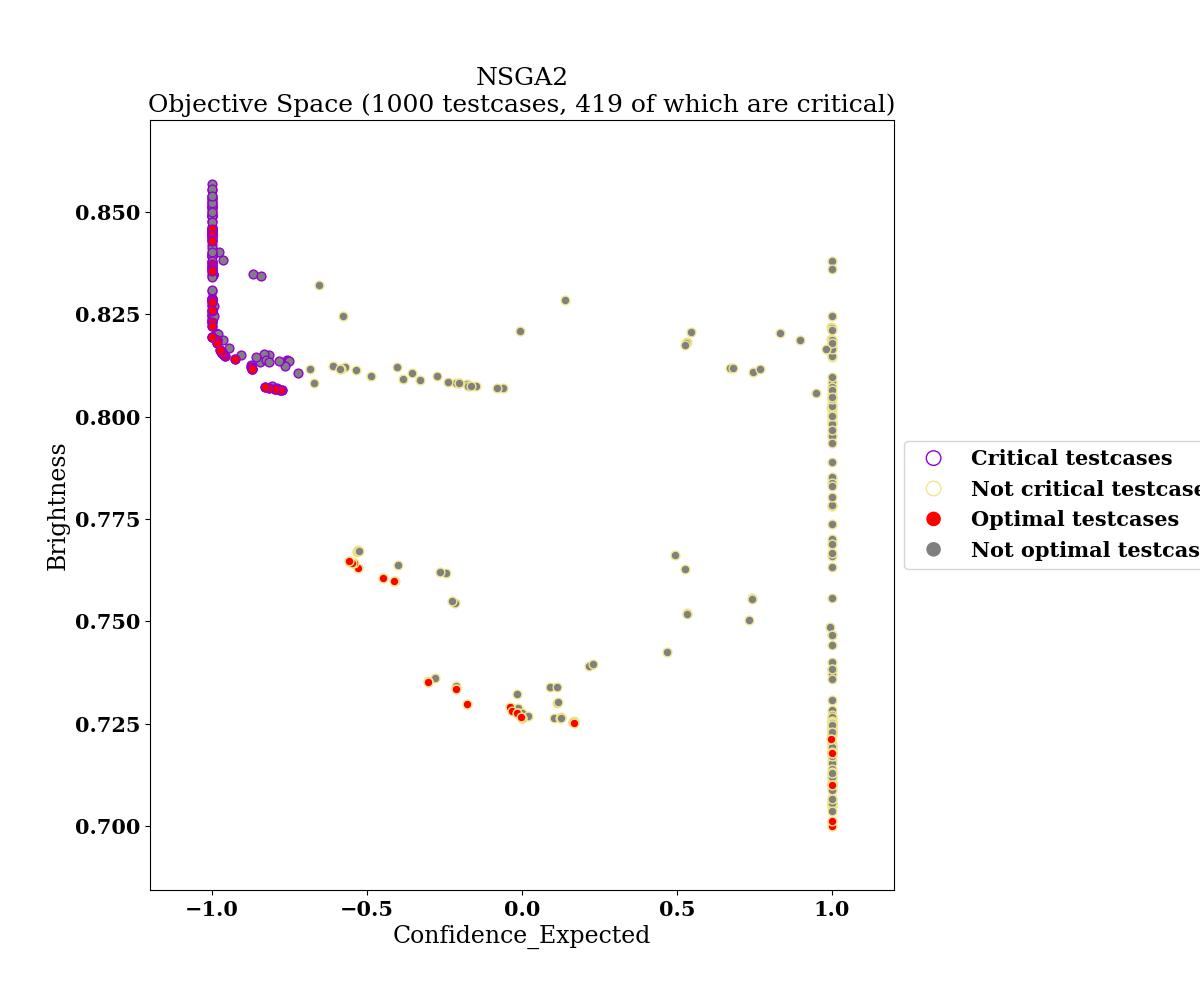 NSGA2
Objective Space (1000 testcases, 419 of which are critical)
Brightness
0.850
0.825
0.800
0.775
0.750
0.725
0.700
−1.0
−0.5
0.0
0.5
1.0
Confidence_Expected
Critical testcases
Not critical testcase
Optimal testcases
Not optimal testcas